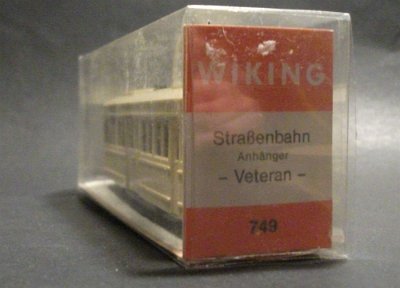 WIKING
Straßenbahn
Anhänger
- Veteran -
749